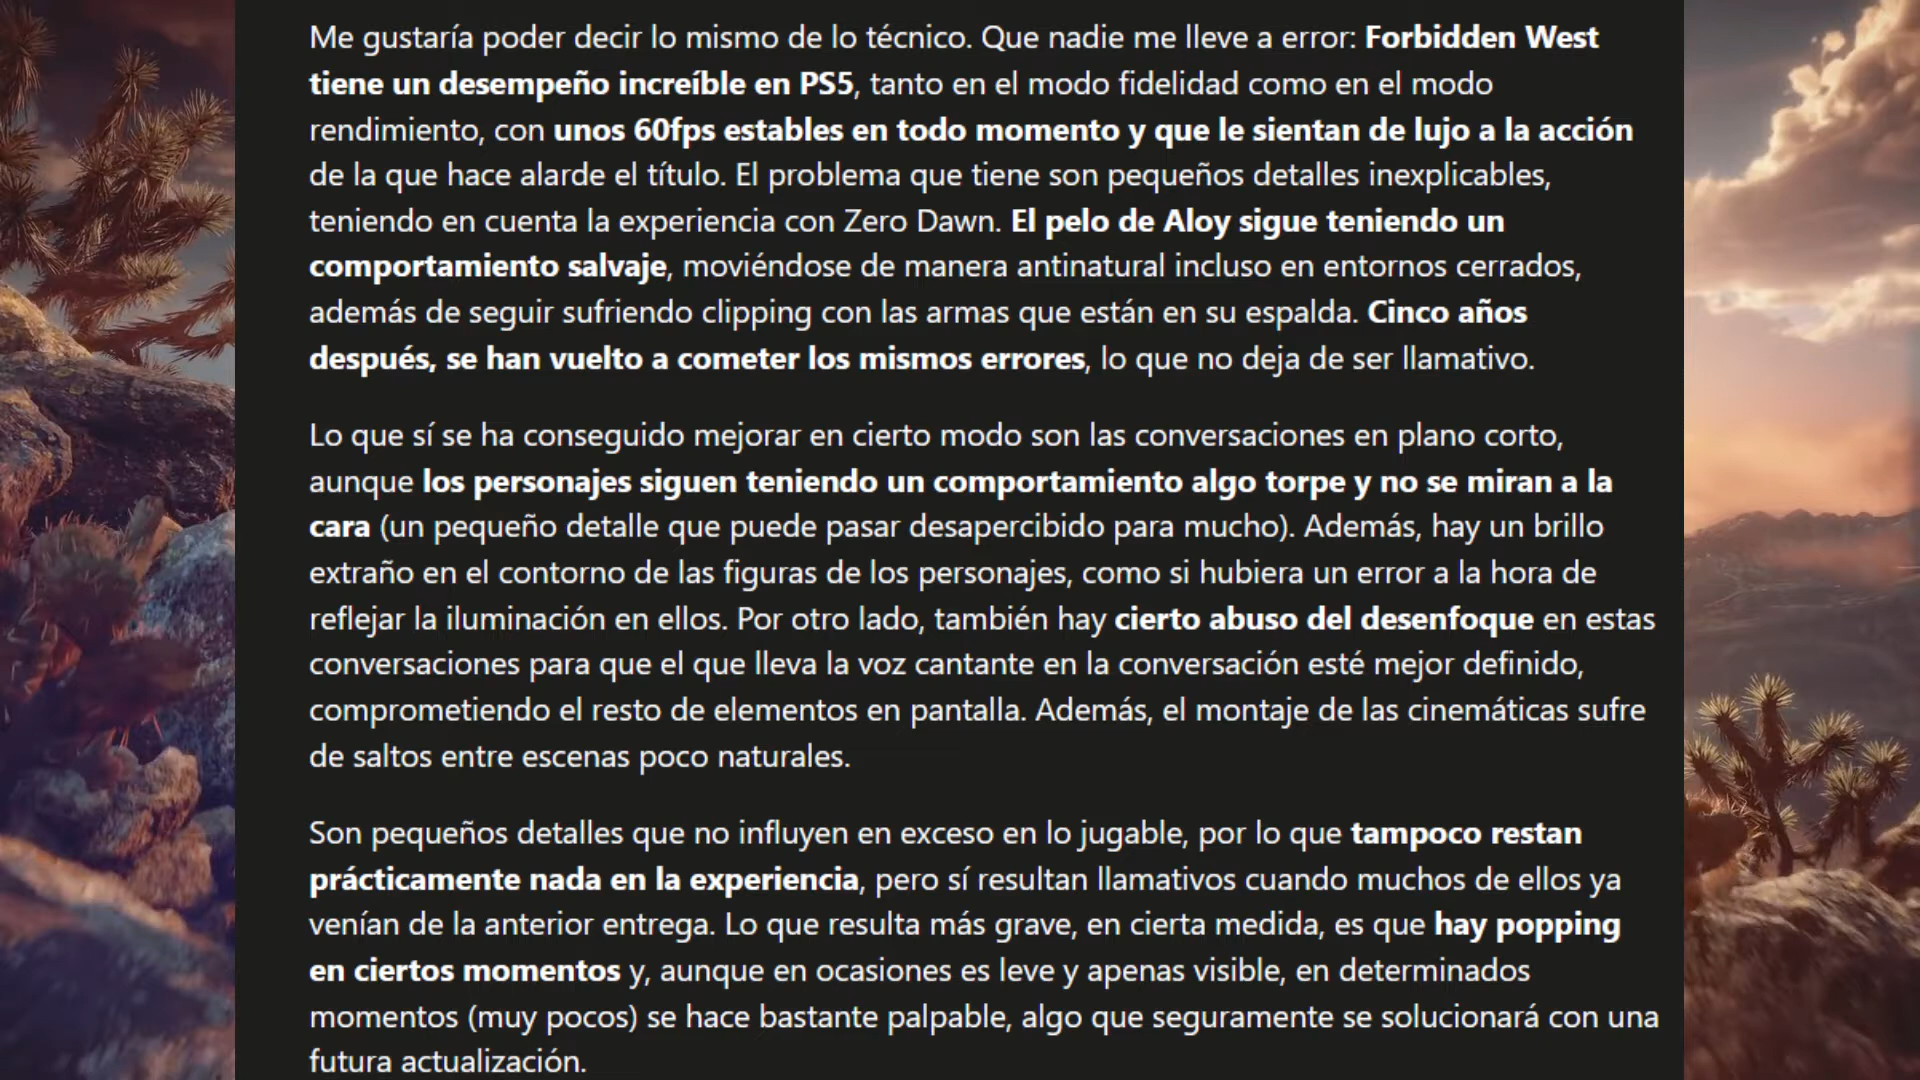 Me gustaría poder decir lo mismo de lo técnico. Que nadie me lleve a error: Forbidden West
tiene un desempeño increíble en PS5, tanto en el modo fidelidad como en el modo
rendimiento, con unos 60fps estables en todo momento y que le sientan de lujo a la acción
de la que hace alarde el título. El problema que tiene son pequeños detalles inexplicables,
teniendo en cuenta la experiencia con Zero Dawn. El pelo de Aloy sigue teniendo un
comportamiento salvaje, moviéndose de manera antinatural incluso en entornos cerrados,
además de seguir sufriendo clipping con las armas que están en su espalda. Cinco años
después, se han vuelto a cometer los mismos errores, lo que no deja de ser llamativo.
Lo que sí se ha conseguido mejorar en cierto modo son las conversaciones en plano corto,
aunque los personajes siguen teniendo un comportamiento algo torpe y no se miran a la
cara (un pequeño detalle que puede pasar desapercibido para mucho). Además, hay un brillo
extraño en el contorno de las figuras de los personajes, como si hubiera un error a la hora de
reflejar la iluminación en ellos. Por otro lado, también hay cierto abuso del desenfoque en estas
conversaciones para que el que lleva la voz cantante en la conversación esté mejor definido,
comprometiendo el resto de elementos en pantalla. Además, el montaje de las cinemáticas sufre
de saltos entre escenas poco naturales.
Son pequeños detalles que no influyen en exceso en lo jugable, por lo que tampoco restan
prácticamente nada en la experiencia, pero sí resultan llamativos cuando muchos de ellos ya
venían de la anterior entrega. Lo que resulta más grave, en cierta medida, es que hay popping
en ciertos momentos y, aunque en ocasiones es leve y apenas visible, en determinados
momentos (muy pocos) se hace bastante palpable, algo que seguramente se solucionará con una
futura actualización.